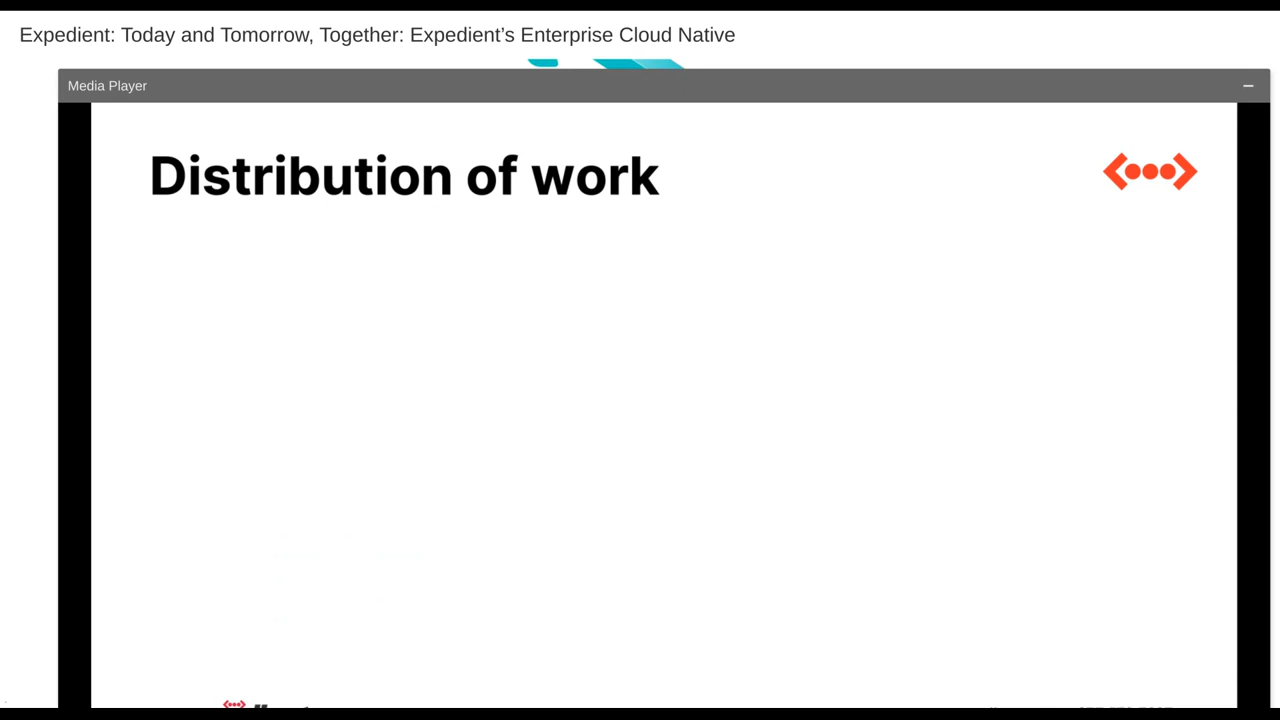 Expedient: Today and Tomorrow, Together: Expedient’s Enterprise Cloud Native
Media Player
Distribution of work